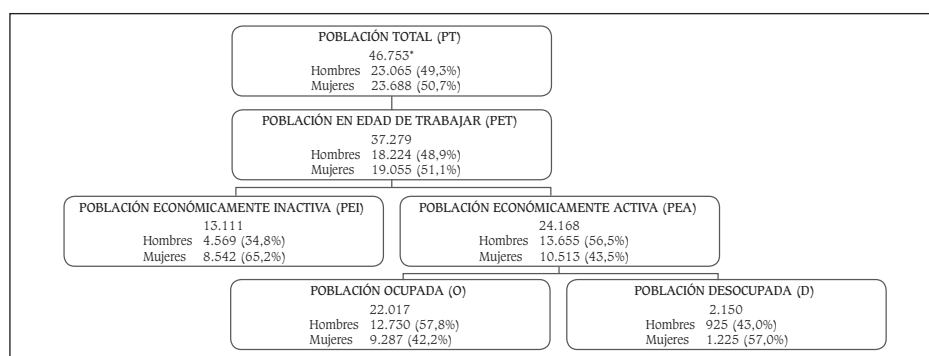 POBLACIÓN TOTAL (PT)
46.753*
Hombres 23.065 (49,3%)
Mujeres 23.688 (50,7%)
POBLACIÓN EN EDAD DE TRABAJAR (PET)
37.279
Hombres 18.224 (48,9%)
Mujeres 19.055 (51,1%)
POBLACIÓN ECONÓMICAMENTE INACTIVA (PEI)
13.111
Hombres 4.569 (34,8%)
Mujeres 8.542 (65,2%)
POBLACIÓN ECONÓMICAMENTE ACTIVA (PEA)
24.168
Hombres 13.655 (56,5%)
Mujeres 10.513 (43,5%)
POBLACIÓN OCUPADA (O)
22.017
Hombres 12.730 (57,8%)
Mujeres 9.287 (42,2%)
POBLACIÓN DESOCUPADA (D)
2.150
Hombres 925 (43,0%)
Mujeres 1.225 (57,0%)